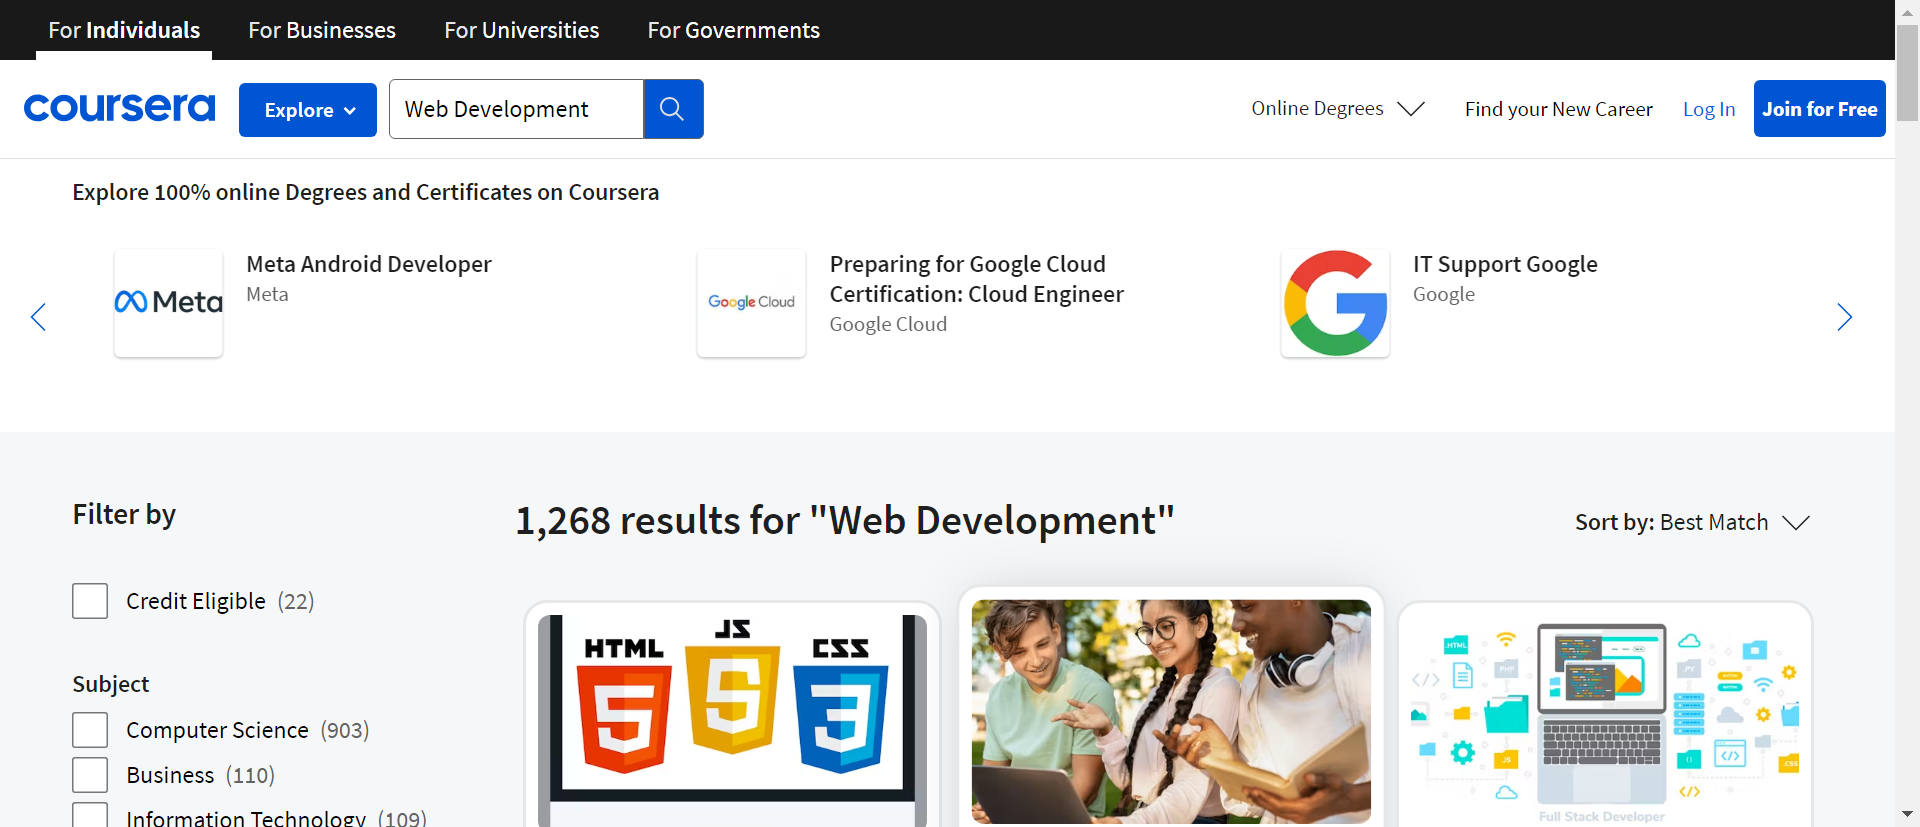 For Individuals
For Businesses
For Universities
For Governments
coursera
Explore
Web Development
Online Degrees
Find your New Career
Log In
Join for Free
Explore 100% online Degrees and Certificates on Coursera
Meta
Meta Android Developer
Meta
Google Cloud
Preparing for Google Cloud
Certification: Cloud Engineer
Google Cloud
IT Support Google
Google
Filter by
1,268 results for "Web Development"
Sort by: Best Match
Credit Eligible (22)
Subject
Computer Science (903)
Business (110)
Information Technology (109)
HTML
JS
CSS
5
5
3
.HTML
PHP
.PY
</>
JS
{}
</>
.CSS
</>
Full Stack Developer